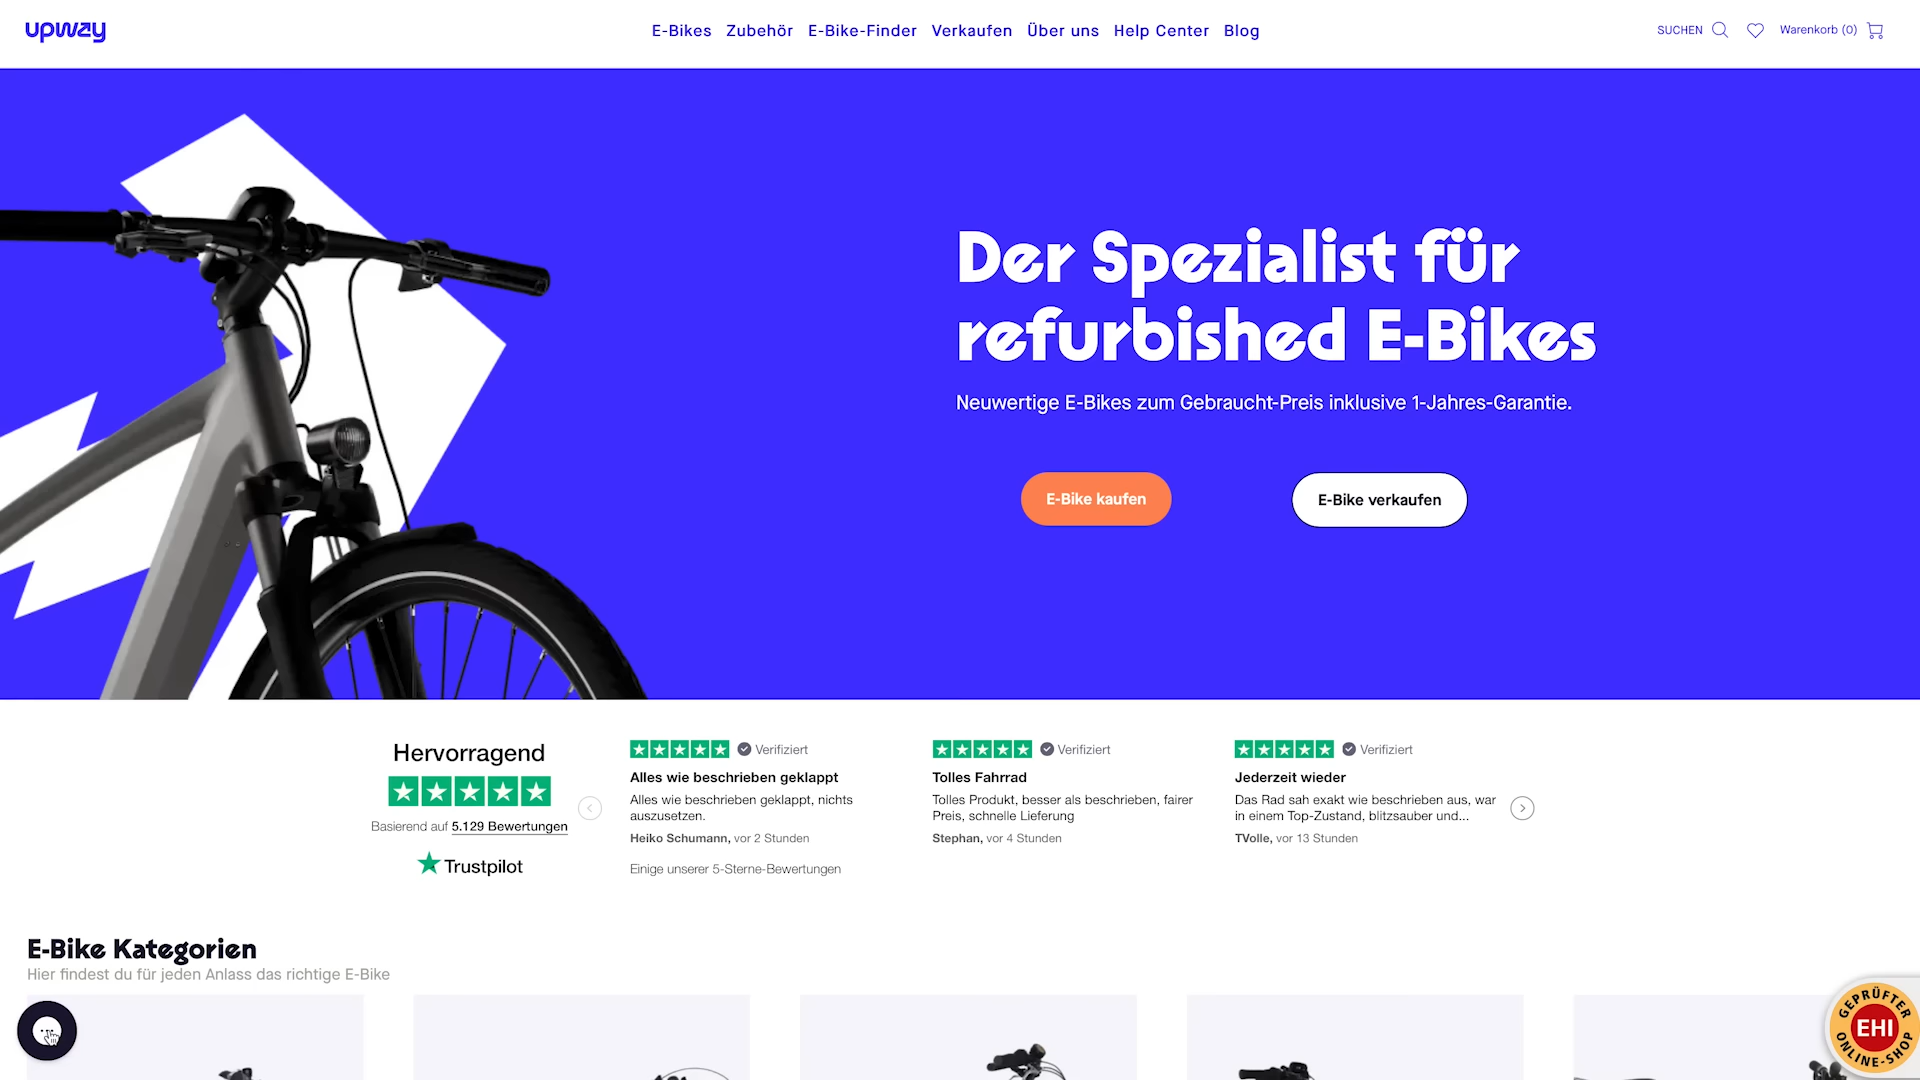 upway
E-Bikes Zubehör E-Bike-Finder Verkaufen Über uns Help Center Blog
SUCHEN
Warenkorb (0)
Der Spezialist für
refurbished E-Bikes
Neuwertige E-Bikes zum Gebraucht-Preis inklusive 1-Jahres-Garantie.
E-Bike kaufen
E-Bike verkaufen
Hervorragend
Basierend auf 5.129 Bewertungen
Trustpilot
Verifiziert
Alles wie beschrieben geklappt
Alles wie beschrieben geklappt, nichts
auszusetzen.
Heiko Schumann, vor 2 Stunden
Einige unserer 5-Sterne-Bewertungen
Verifiziert
Tolles Fahrrad
Tolles Produkt, besser als beschrieben, fairer
Preis, schnelle Lieferung
Stephan, vor 4 Stunden
Verifiziert
Jederzeit wieder
Das Rad sah exakt wie beschrieben aus, war
in einem Top-Zustand, blitzsauber und...
TVolle, vor 13 Stunden
E-Bike Kategorien
Hier findest du für jeden Anlass das richtige E-Bike
GEPRÜFTER
EHI
ONLINE-SHOP